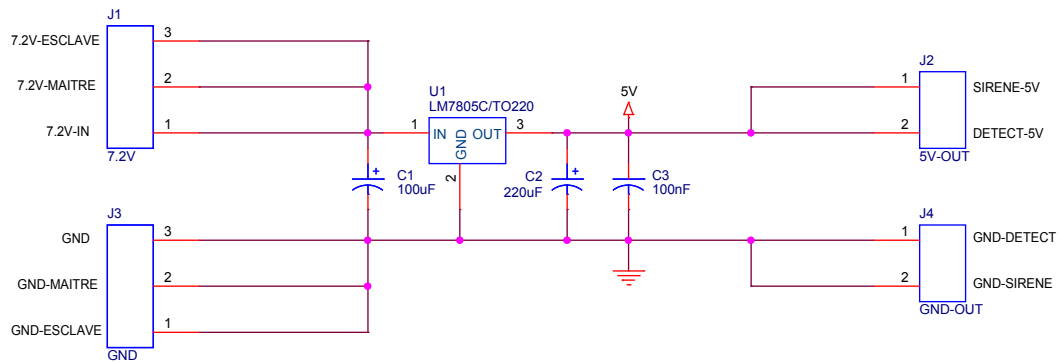 J1
7.2V-ESCLAVE
3
7.2V-MAITRE
2
7.2V-IN
1
7.2V
U1
LM7805C/TO220
1
IN
OUT
3
GND
2
5V
J2
1
SIRENE-5V
2
DETECT-5V
5V-OUT
C1
100uF
C2
220uF
C3
100nF
J3
GND
3
GND-MAITRE
2
GND-ESCLAVE
1
GND
J4
1
GND-DETECT
2
GND-SIRENE
GND-OUT